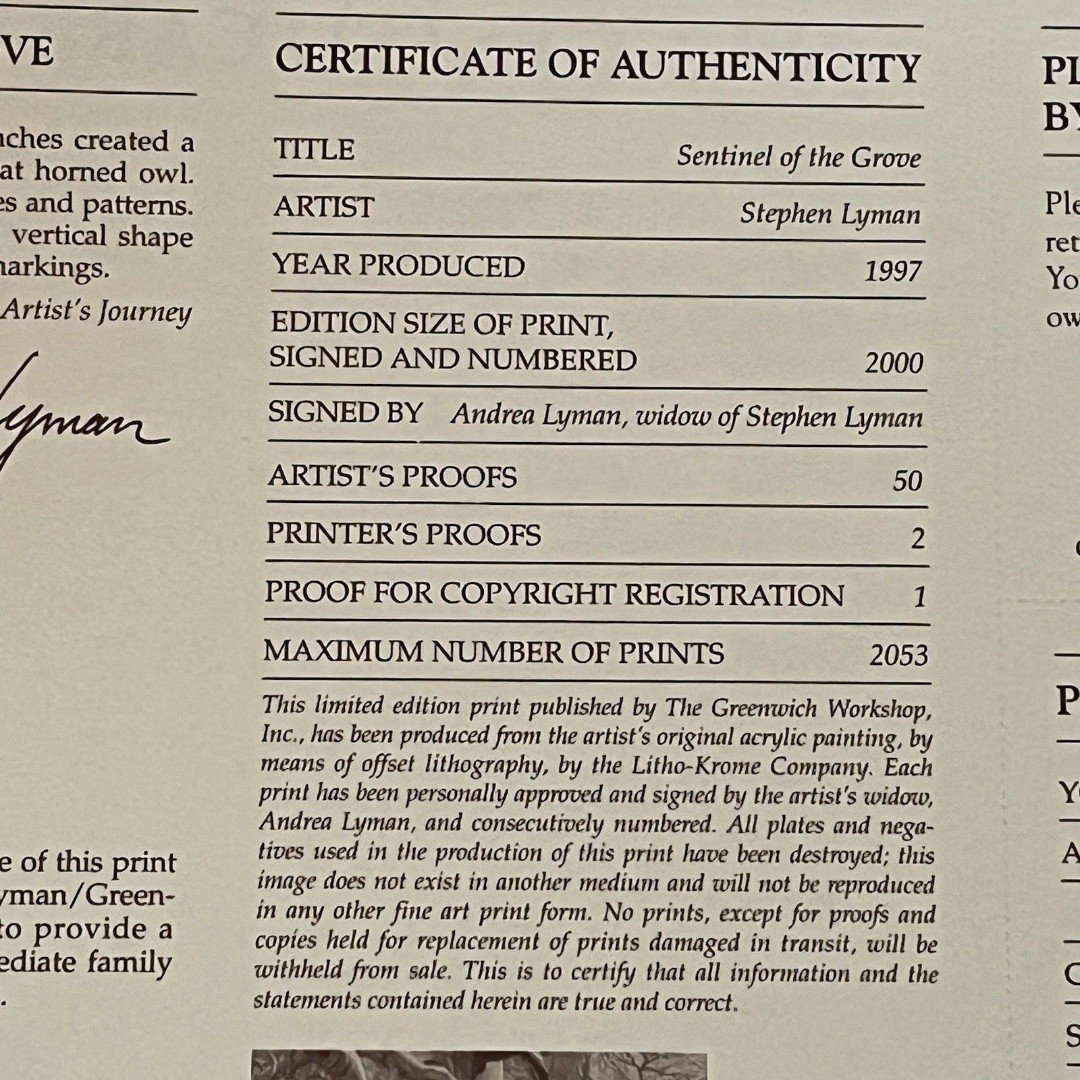 VE
aches created a
at horned owl.
es and patterns.
vertical shape
markings.
Artist's Journey
Lyman
e of this print
yman/Green-
to provide a
ediate family
.
CERTIFICATE OF AUTHENTICITY
TITLE Sentinel of the Grove
ARTIST Stephen Lyman
YEAR PRODUCED 1997
EDITION SIZE OF PRINT,
SIGNED AND NUMBERED 2000
SIGNED BY Andrea Lyman, widow of Stephen Lyman
ARTIST'S PROOFS 50
PRINTER'S PROOFS 2
PROOF FOR COPYRIGHT REGISTRATION 1
MAXIMUM NUMBER OF PRINTS 2053
This limited edition print published by The Greenwich Workshop,
Inc., has been produced from the artist's original acrylic painting, by
means of offset lithography, by the Litho-Krome Company. Each
print has been personally approved and signed by the artist's widow,
Andrea Lyman, and consecutively numbered. All plates and nega-
tives used in the production of this print have been destroyed; this
image does not exist in another medium and will not be reproduced
in any other fine art print form. No prints, except for proofs and
copies held for replacement of prints damaged in transit, will be
withheld from sale. This is to certify that all information and the
statements contained herein are true and correct.
PL
BY
Ple
ret
Yo
ow
P
Y
A
C
S